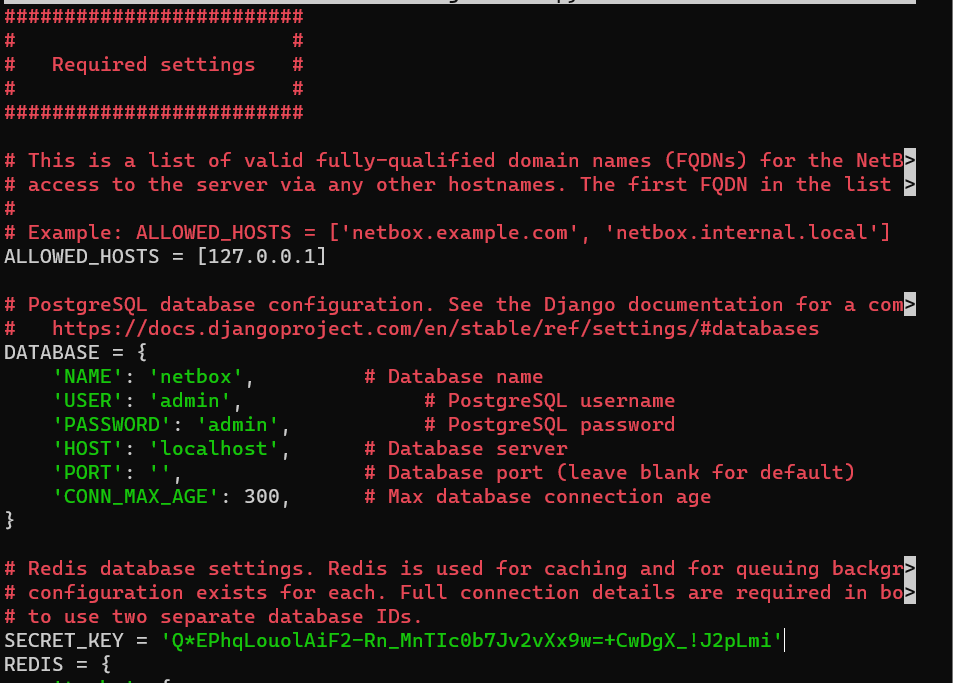 #########################
#                       #
#   Required settings   #
#                       #
#########################
# This is a list of valid fully-qualified domain names (FQDNs) for the NetB>
# access to the server via any other hostnames. The first FQDN in the list >
#
# Example: ALLOWED_HOSTS = ['netbox.example.com', 'netbox.internal.local']
ALLOWED_HOSTS = [127.0.0.1]
# PostgreSQL database configuration. See the Django documentation for a com>
#   https://docs.djangoproject.com/en/stable/ref/settings/#databases
DATABASE = {
    'NAME': 'netbox',         # Database name
    'USER': 'admin',               # PostgreSQL username
    'PASSWORD': 'admin',           # PostgreSQL password
    'HOST': 'localhost',      # Database server
    'PORT': '',               # Database port (leave blank for default)
    'CONN_MAX_AGE': 300,      # Max database connection age
}
# Redis database settings. Redis is used for caching and for queuing backgr>
# configuration exists for each. Full connection details are required in bo>
# to use two separate database IDs.
SECRET_KEY = 'Q*EPhqLouolAiF2-Rn_MnTIc0b7Jv2vXx9w=+CwDgX_!J2pLmi'
REDIS = {